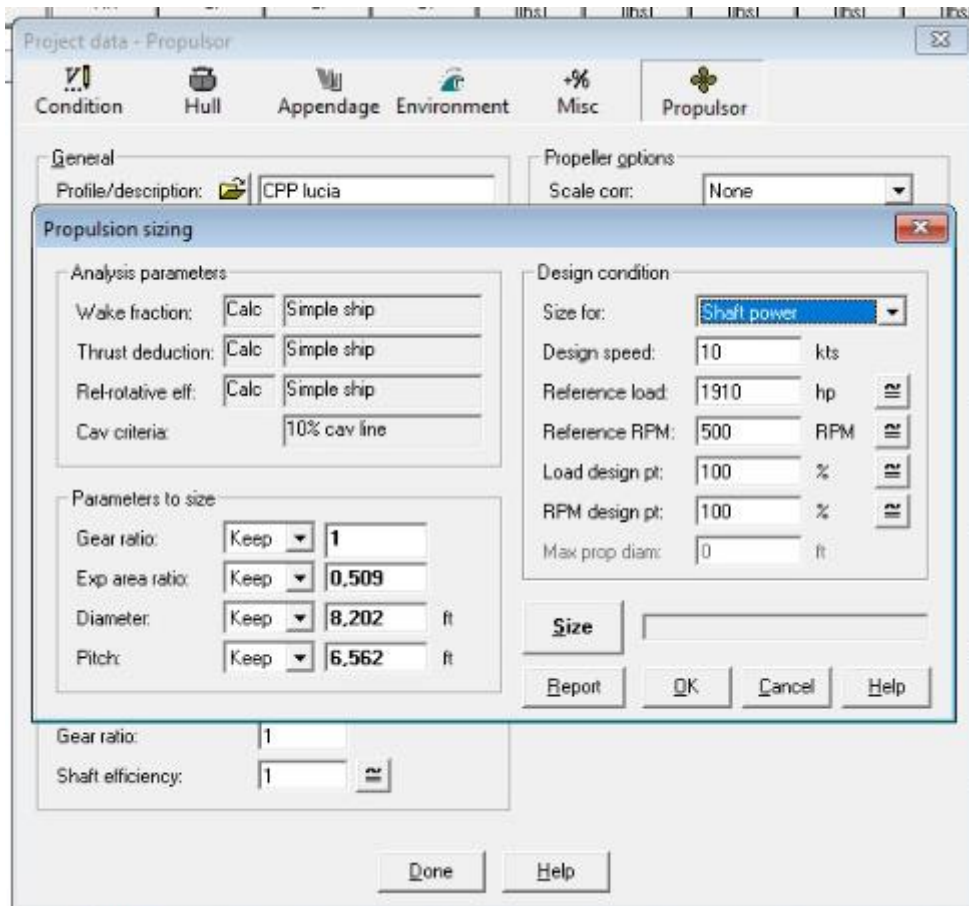 [lbs] [lbs] [lbs] [lbs] [lbs]
Project data - Propulsor
Condition Hull Appendage Environment +% Misc Propulsor
General
Profile/description: CPP lucia
Propeller options
Scale corr: None
Propulsion sizing
Analysis parameters
Wake fraction: Calc Simple ship
Thrust deduction: Calc Simple ship
Rel-rotative eff: Calc Simple ship
Cav criteria: 10% cav line
Parameters to size
Gear ratio: Keep 1
Exp area ratio: Keep 0,509
Diameter: Keep 8,202 ft
Pitch: Keep 6,562 ft
Design condition
Size for: Shaft power
Design speed: 10 kts
Reference load: 1910 hp ≅
Reference RPM: 500 RPM ≅
Load design pt: 100 % ≅
RPM design pt: 100 % ≅
Max prop diam: 0 ft
Size
Report OK Cancel Help
Gear ratio: 1
Shaft efficiency: 1 ≅
Done Help